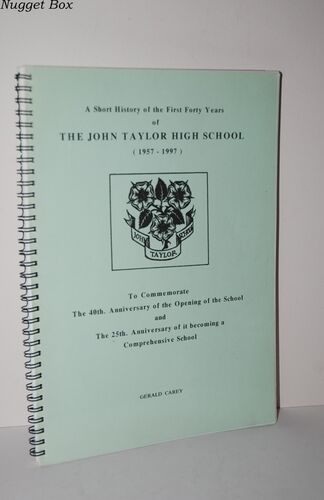 Nugget Box
A Short History of the First Forty Years
of
THE JOHN TAYLOR HIGH SCHOOL
( 1957 - 1997 )
JOHN TAYLOR SCHOOL
To Commemorate
The 40th. Anniversary of the Opening of the School
and
The 25th. Anniversary of it becoming a
Comprehensive School
GERALD CAREY